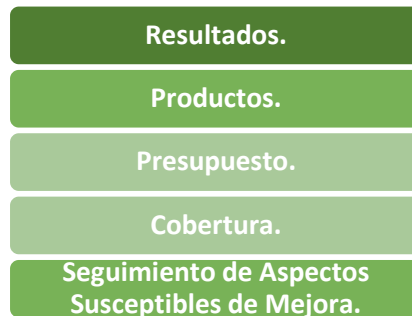 Resultados.
Productos.
Presupuesto.
Cobertura.
Seguimiento de Aspectos
Susceptibles de Mejora.